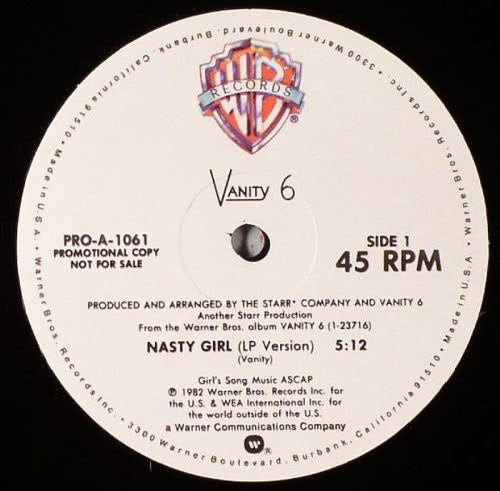 3300 Warner Boulevard, Burbank, California 91510 • Made in U.S.A. • Warner Bros. Records Inc. • 3300 Warner Boulevard, Burbank, California 91510 • Made in U.S.A. • Warner Bros. Records Inc. •
WB
RECORDS
®
VANITY 6
PRO-A-1061
PROMOTIONAL COPY
NOT FOR SALE
SIDE 1
45 RPM
PRODUCED AND ARRANGED BY THE STARR★ COMPANY AND VANITY 6
Another Starr Production
From the Warner Bros. album VANITY 6 (1-23716)
NASTY GIRL (LP Version) 5:12
(Vanity)
Girl's Song Music ASCAP
℗ 1982 Warner Bros. Records Inc. for
the U.S. & WEA International Inc. for
the world outside of the U.S.
a Warner Communications Company
®